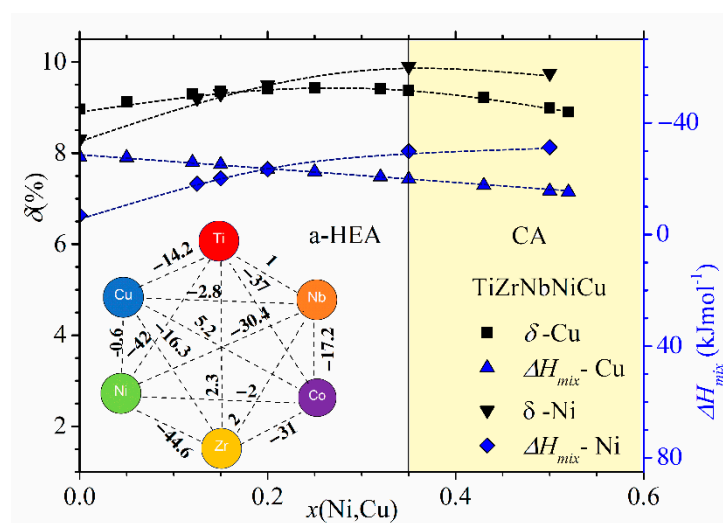 10
8
6
4
2
δ(%)
−40
−20
0
20
40
60
80
ΔHmix (kJmol⁻¹)
0.0
0.2
0.4
0.6
x(Ni,Cu)
a-HEA
CA
TiZrNbNiCu
δ -Cu
ΔHmix- Cu
δ -Ni
ΔHmix- Ni
Ti
Cu
Nb
Ni
Co
Zr
−14.2
1
−37
−2.8
−30.4
5.2
−16.3
−0.6
−42
−17.2
2.3
−2
2
−44.6
−31